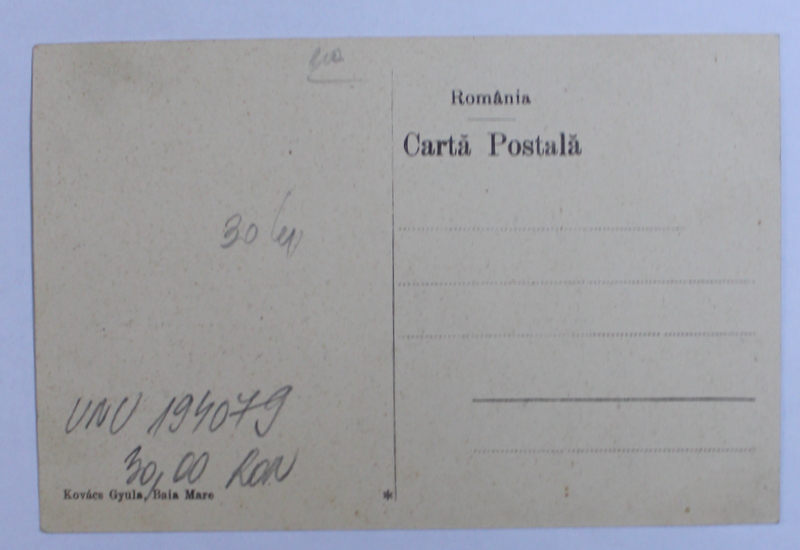 30 lei
UNU 194079
30,00 RON
Kovács Gyula, Baia Mare
*
România
Cartă Postală